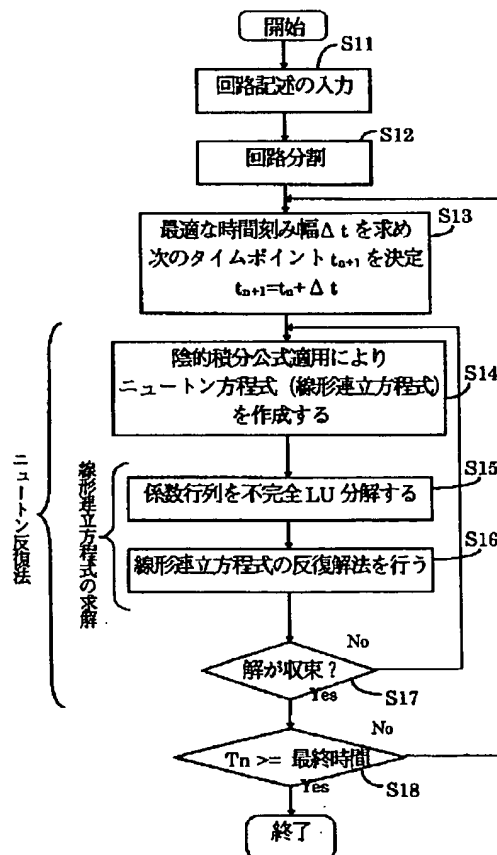 開始
S11
回路記述の入力
S12
回路分割
S13
最適な時間刻み幅Δtを求め
次のタイムポイントtn+1を決定
tn+1=tn+Δt
陰的積分公式適用により
ニュートン方程式(線形連立方程式)
を作成する
S14
S15
係数行列を不完全LU分解する
S16
線形連立方程式の反復解法を行う
線形連立方程式の求解
ニュートン反復法
No
解が収束?
Yes
S17
No
Tn >= 最終時間
Yes
S18
終了